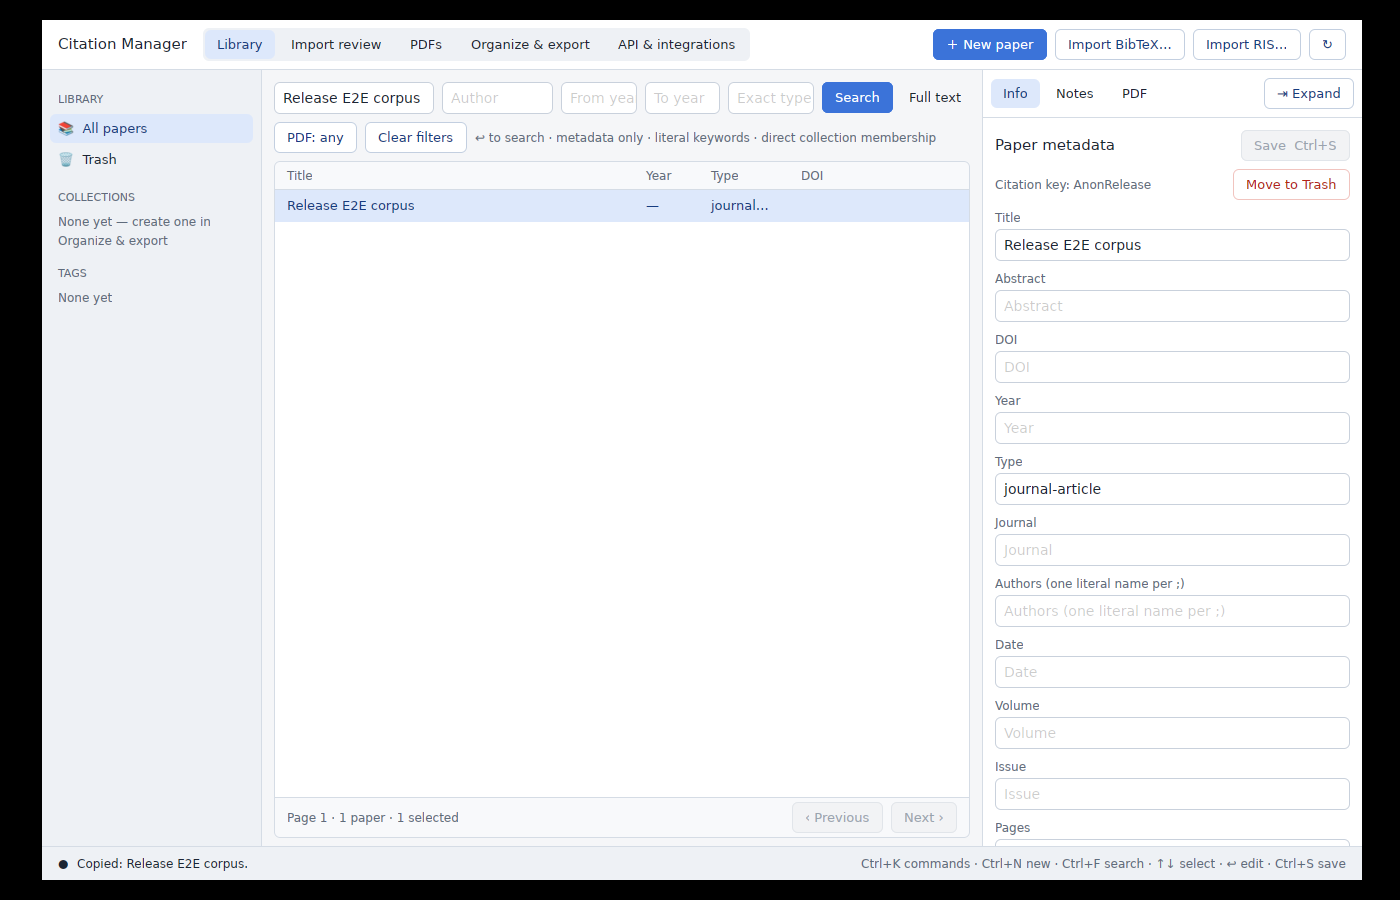 Citation Manager
Library
Import review
PDFs
Organize & export
API & integrations
+ New paper
Import BibTeX...
Import RIS...
↻
LIBRARY
All papers
Trash
COLLECTIONS
None yet — create one in
Organize & export
TAGS
None yet
Release E2E corpus
Author
From yea
To year
Exact type
Search
Full text
PDF: any
Clear filters
↩ to search · metadata only · literal keywords · direct collection membership
Title Year Type DOI
Release E2E corpus — journal...
Page 1 · 1 paper · 1 selected
‹ Previous
Next ›
Info
Notes
PDF
⇥ Expand
Paper metadata
Save Ctrl+S
Citation key: AnonRelease
Move to Trash
Title
Release E2E corpus
Abstract
Abstract
DOI
DOI
Year
Year
Type
journal-article
Journal
Journal
Authors (one literal name per ;)
Authors (one literal name per ;)
Date
Date
Volume
Volume
Issue
Issue
Pages
● Copied: Release E2E corpus.
Ctrl+K commands · Ctrl+N new · Ctrl+F search · ↑↓ select · ↩ edit · Ctrl+S save